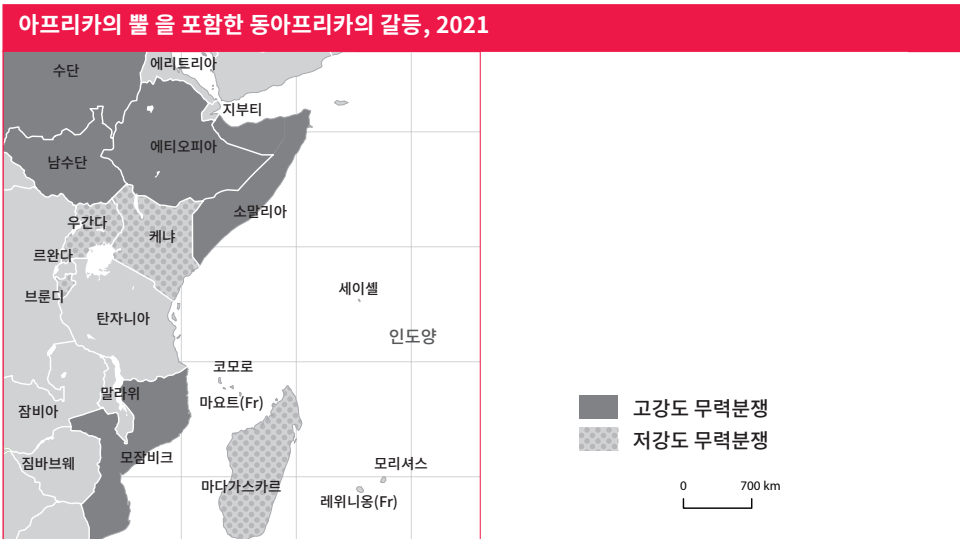 아프리카의 뿔 을 포함한 동아프리카의 갈등, 2021
수단
에리트리아
지부티
에티오피아
남수단
소말리아
우간다
케냐
르완다
브룬디
세이셸
탄자니아
인도양
코모로
말라위
마요트(Fr)
잠비아
짐바브웨
모잠비크
모리셔스
마다가스카르
레위니옹(Fr)
고강도 무력분쟁
저강도 무력분쟁
0 700 km